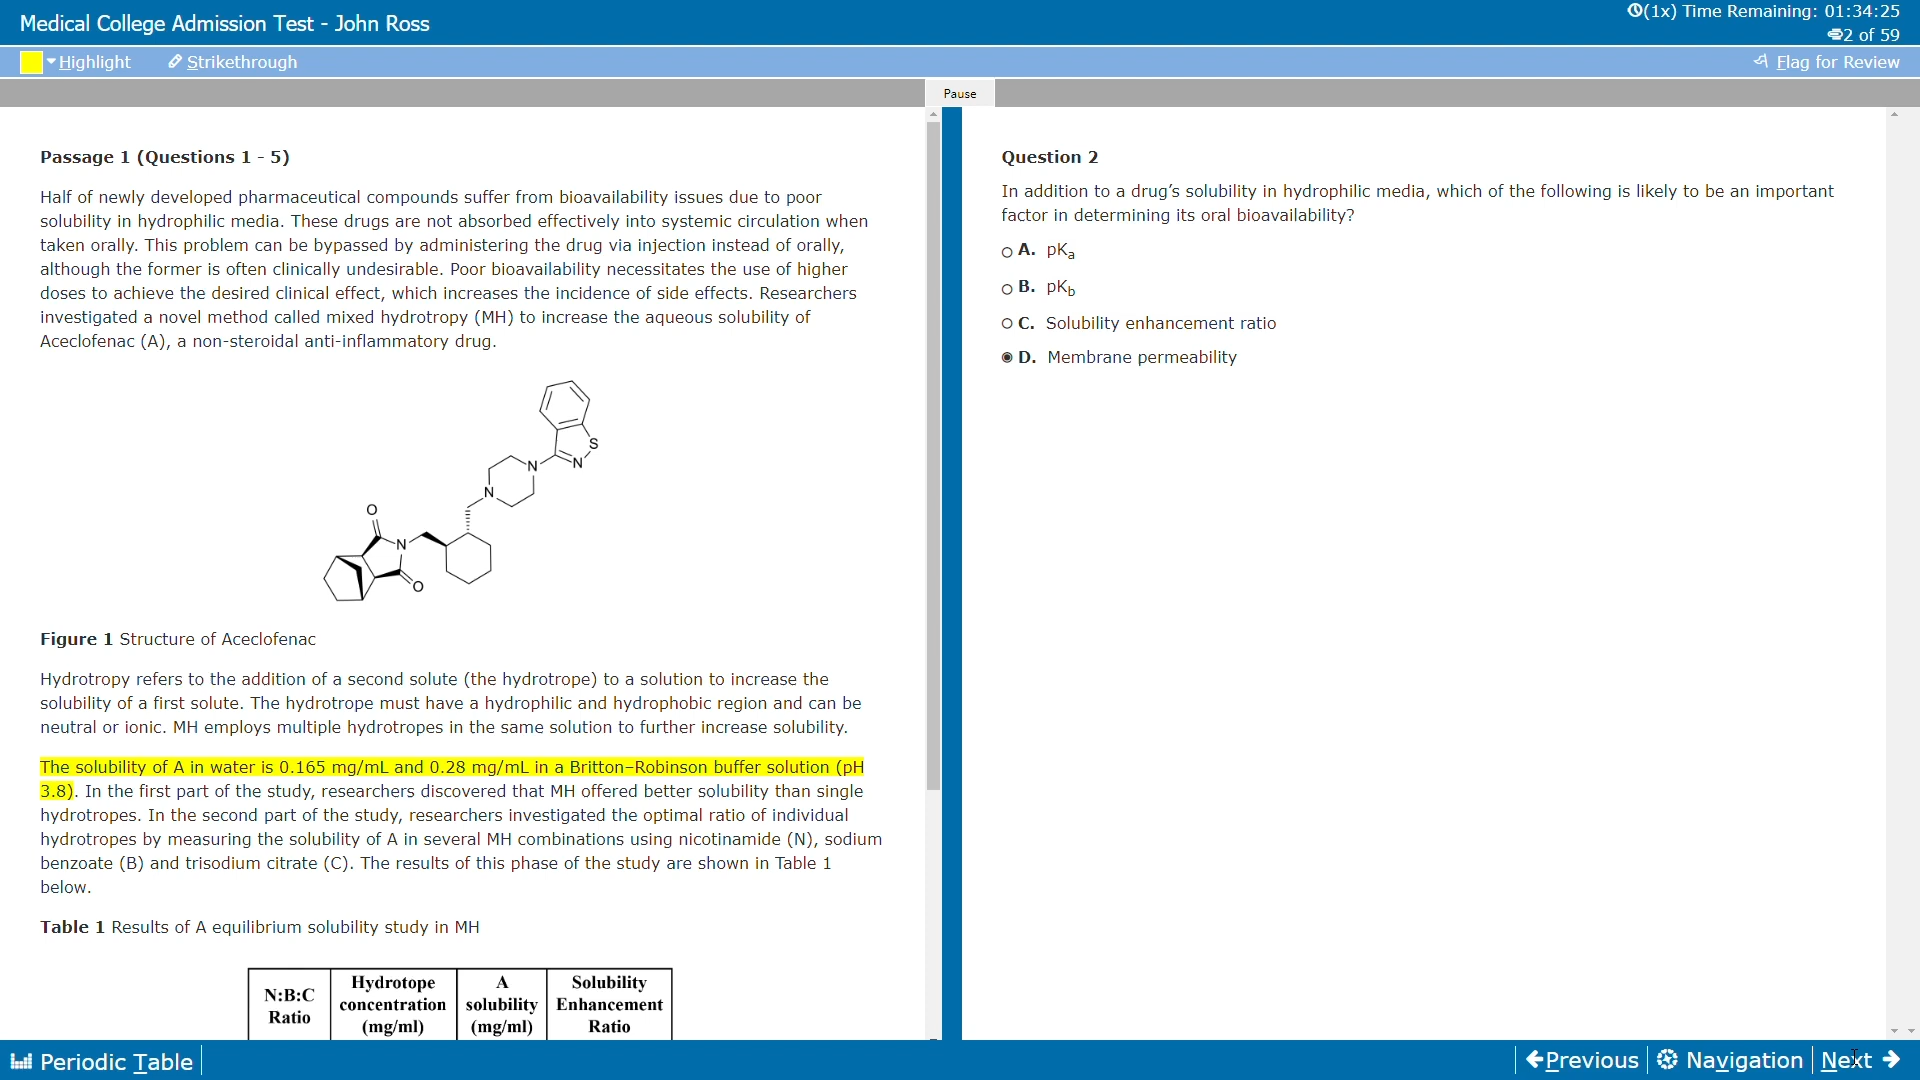 Medical College Admission Test - John Ross
(1x) Time Remaining: 01:34:25
2 of 59
Highlight
Strikethrough
Flag for Review
Pause
Passage 1 (Questions 1 - 5)
Half of newly developed pharmaceutical compounds suffer from bioavailability issues due to poor
solubility in hydrophilic media. These drugs are not absorbed effectively into systemic circulation when
taken orally. This problem can be bypassed by administering the drug via injection instead of orally,
although the former is often clinically undesirable. Poor bioavailability necessitates the use of higher
doses to achieve the desired clinical effect, which increases the incidence of side effects. Researchers
investigated a novel method called mixed hydrotropy (MH) to increase the aqueous solubility of
Aceclofenac (A), a non-steroidal anti-inflammatory drug.
S
N
N
N
O
N
O
Figure 1 Structure of Aceclofenac
Hydrotropy refers to the addition of a second solute (the hydrotrope) to a solution to increase the
solubility of a first solute. The hydrotrope must have a hydrophilic and hydrophobic region and can be
neutral or ionic. MH employs multiple hydrotropes in the same solution to further increase solubility.
The solubility of A in water is 0.165 mg/mL and 0.28 mg/mL in a Britton–Robinson buffer solution (pH
3.8). In the first part of the study, researchers discovered that MH offered better solubility than single
hydrotropes. In the second part of the study, researchers investigated the optimal ratio of individual
hydrotropes by measuring the solubility of A in several MH combinations using nicotinamide (N), sodium
benzoate (B) and trisodium citrate (C). The results of this phase of the study are shown in Table 1
below.
Table 1 Results of A equilibrium solubility study in MH
N:B:C Ratio
Hydrotope concentration (mg/ml)
A solubility (mg/ml)
Solubility Enhancement Ratio
Question 2
In addition to a drug’s solubility in hydrophilic media, which of the following is likely to be an important
factor in determining its oral bioavailability?
A. pKa
B. pKb
C. Solubility enhancement ratio
D. Membrane permeability
Periodic Table
Previous
Navigation
Next